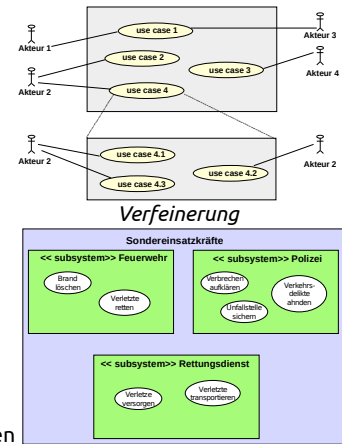 use case 1
Akteur 1
Akteur 3
use case 2
use case 3
Akteur 4
Akteur 2
use case 4
use case 4.1
Akteur 2
use case 4.2
Akteur 2
use case 4.3
Verfeinerung
Sondereinsatzkräfte
<< subsystem>> Feuerwehr
<< subsystem>> Polizei
Brand
löschen
Verletzte
retten
Verbrechen
aufklären
Verkehrs-
delikte
ahnden
Unfallstelle
sichern
<< subsystem>> Rettungsdienst
Verletze
versorgen
Verletzte
transportieren
en